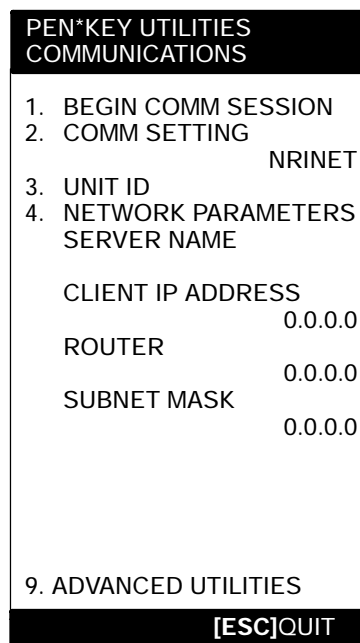 PEN*KEY UTILITIES
COMMUNICATIONS
1. BEGIN COMM SESSION
2. COMM SETTING
NRINET
3. UNIT ID
4. NETWORK PARAMETERS
SERVER NAME
CLIENT IP ADDRESS
0.0.0.0
ROUTER
0.0.0.0
SUBNET MASK
0.0.0.0
9. ADVANCED UTILITIES
[ESC]QUIT